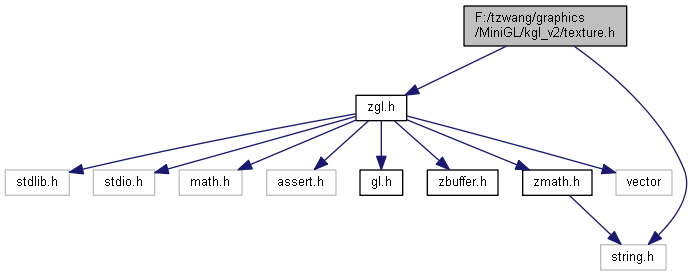 F:/tzwang/graphics
/MiniGL/kgl_v2/texture.h
zgl.h
stdlib.h
stdio.h
math.h
assert.h
gl.h
zbuffer.h
zmath.h
vector
string.h